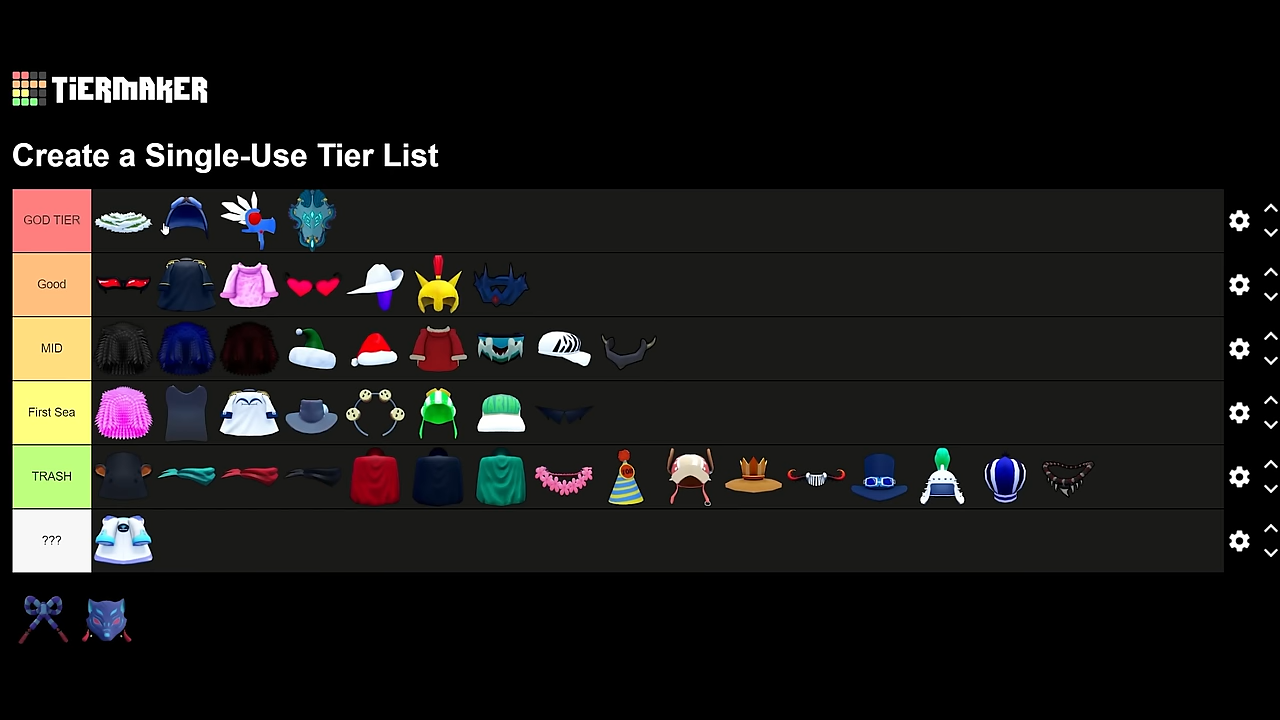 TiERMAKER
Create a Single-Use Tier List
GOD TIER
Good
MID
First Sea
TRASH
???